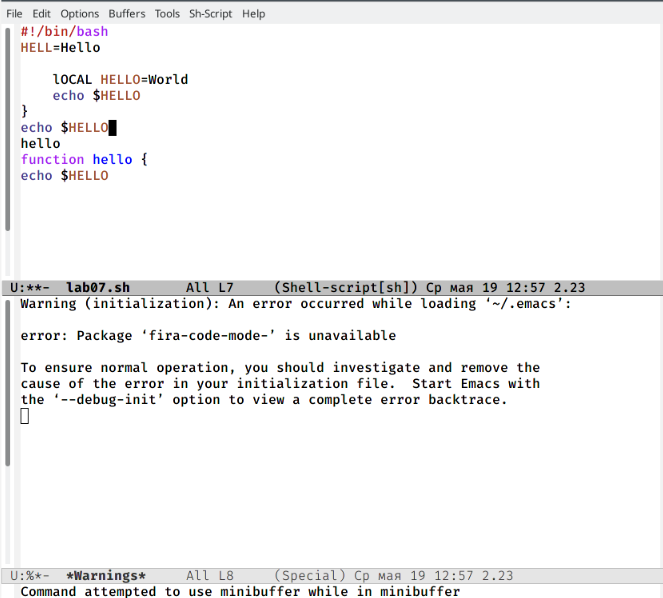 File Edit Options Buffers Tools Sh-Script Help
#!/bin/bash
HELL=Hello
lOCAL HELLO=World
echo $HELLO
}
echo $HELLO
hello
function hello {
echo $HELLO
U:**- lab07.sh All L7 (Shell-script[sh]) Ср мая 19 12:57 2.23
Warning (initialization): An error occurred while loading ‘~/.emacs’:
error: Package ‘fira-code-mode-’ is unavailable
To ensure normal operation, you should investigate and remove the
cause of the error in your initialization file.  Start Emacs with
the ‘--debug-init’ option to view a complete error backtrace.
U:%*- *Warnings* All L8 (Special) Ср мая 19 12:57 2.23
Command attempted to use minibuffer while in minibuffer